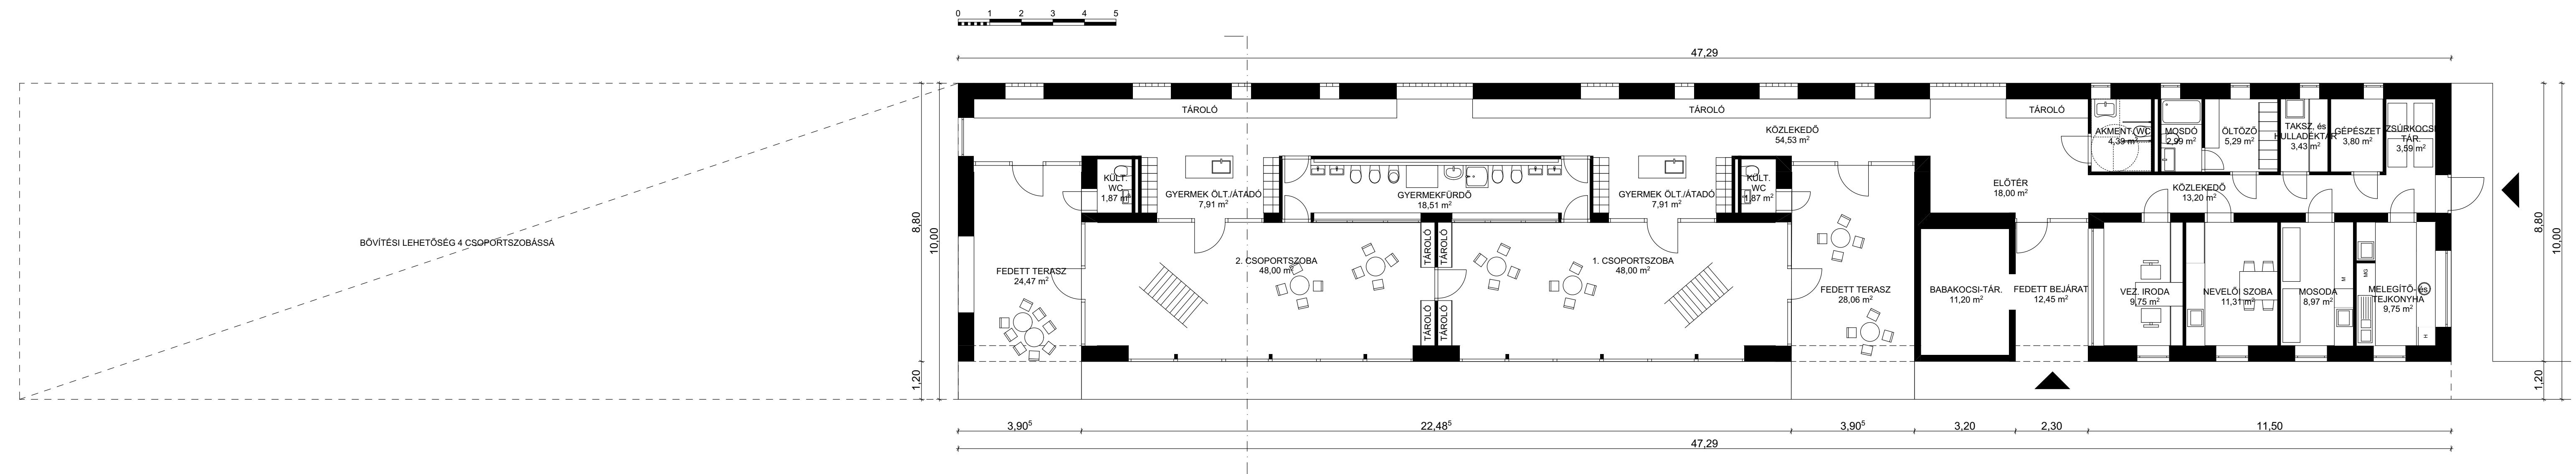 0 1 2 3 4 5
47,29
TÁROLÓ
TÁROLÓ
TÁROLÓ
KÖZLEKEDŐ
54,53 m²
AKMENT. WC
4,39 m²
MOSDÓ
2,99 m²
ÖLTÖZŐ
5,29 m²
TAKSZ. és
HULLADÉKTÁR
3,43 m²
GÉPÉSZET
3,80 m²
ZSÚRKOCSI
TÁR.
3,59 m²
KÜLT.
WC
1,87 m²
GYERMEK ÖLT./ÁTADÓ
7,91 m²
GYERMEKFÜRDŐ
18,51 m²
GYERMEK ÖLT./ÁTADÓ
7,91 m²
KÜLT.
WC
1,87 m²
ELŐTÉR
18,00 m²
KÖZLEKEDŐ
13,20 m²
8,80
10,00
8,80
10,00
BŐVÍTÉSI LEHETŐSÉG 4 CSOPORTSZOBÁSSÁ
FEDETT TERASZ
24,47 m²
2. CSOPORTSZOBA
48,00 m²
TÁROLÓ
TÁROLÓ
TÁROLÓ
TÁROLÓ
1. CSOPORTSZOBA
48,00 m²
FEDETT TERASZ
28,06 m²
BABAKOCSI-TÁR.
11,20 m²
FEDETT BEJÁRAT
12,45 m²
VEZ. IRODA
9,75 m²
NEVELŐI SZOBA
11,31 m²
MOSODA
8,97 m²
M
MG
MELEGÍTŐ- és
TEJKONYHA
9,75 m²
H
1,20
1,20
3,90⁵
22,48⁵
3,90⁵
3,20
2,30
11,50
47,29